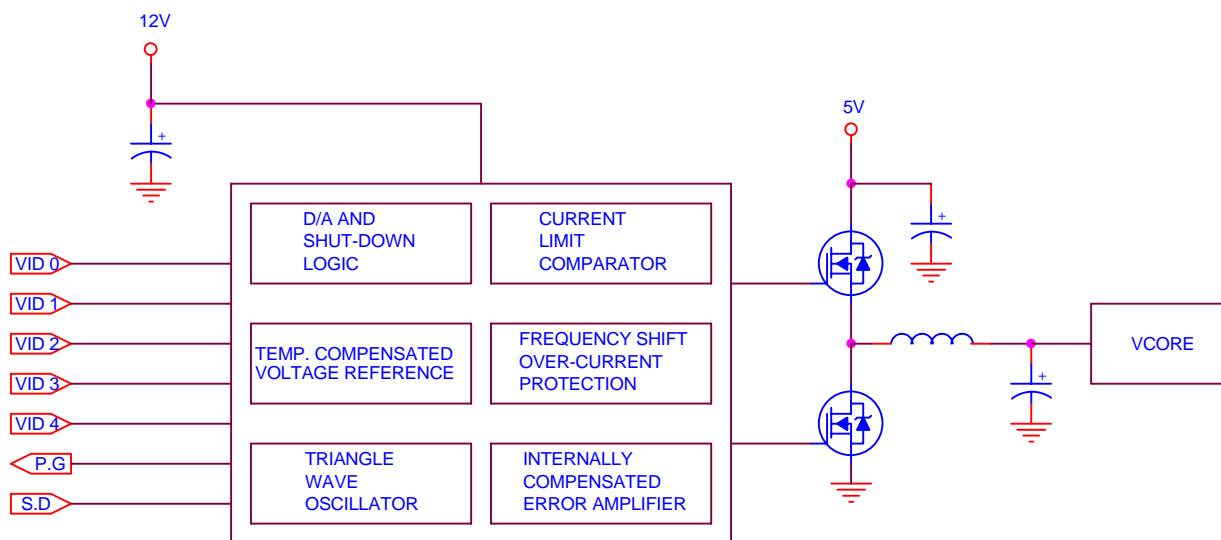 12V
5V
D/A AND
SHUT-DOWN
LOGIC
CURRENT
LIMIT
COMPARATOR
VID 0
VID 1
VID 2
VID 3
VID 4
P.G
S.D
TEMP. COMPENSATED
VOLTAGE REFERENCE
FREQUENCY SHIFT
OVER-CURRENT
PROTECTION
TRIANGLE
WAVE
OSCILLATOR
INTERNALLY
COMPENSATED
ERROR AMPLIFIER
+
+
+
VCORE